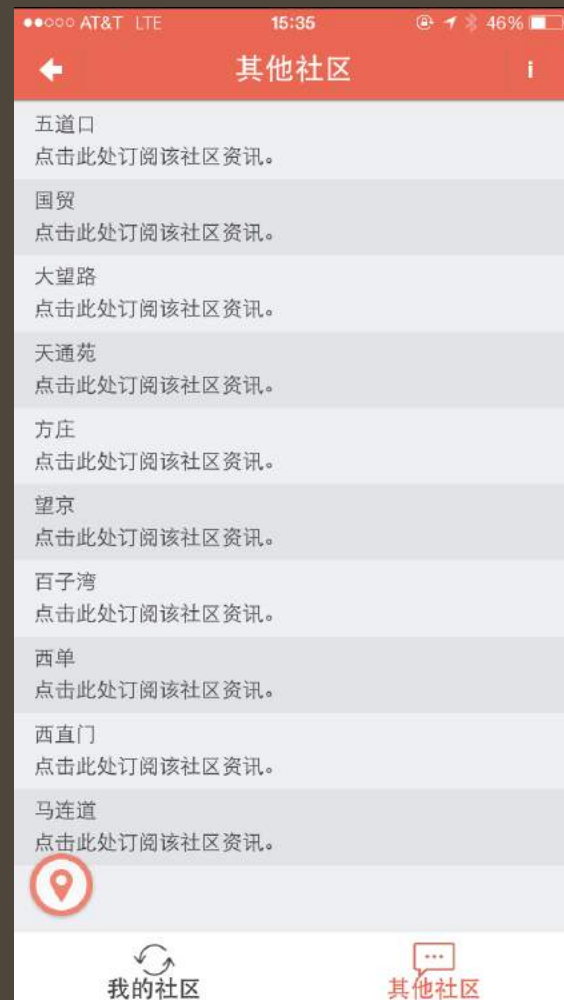 AT&T LTE 15:35 46%
其他社区 i
五道口
点击此处订阅该社区资讯。
国贸
点击此处订阅该社区资讯。
大望路
点击此处订阅该社区资讯。
天通苑
点击此处订阅该社区资讯。
方庄
点击此处订阅该社区资讯。
望京
点击此处订阅该社区资讯。
百子湾
点击此处订阅该社区资讯。
西单
点击此处订阅该社区资讯。
西直门
点击此处订阅该社区资讯。
马连道
点击此处订阅该社区资讯。
我的社区 其他社区